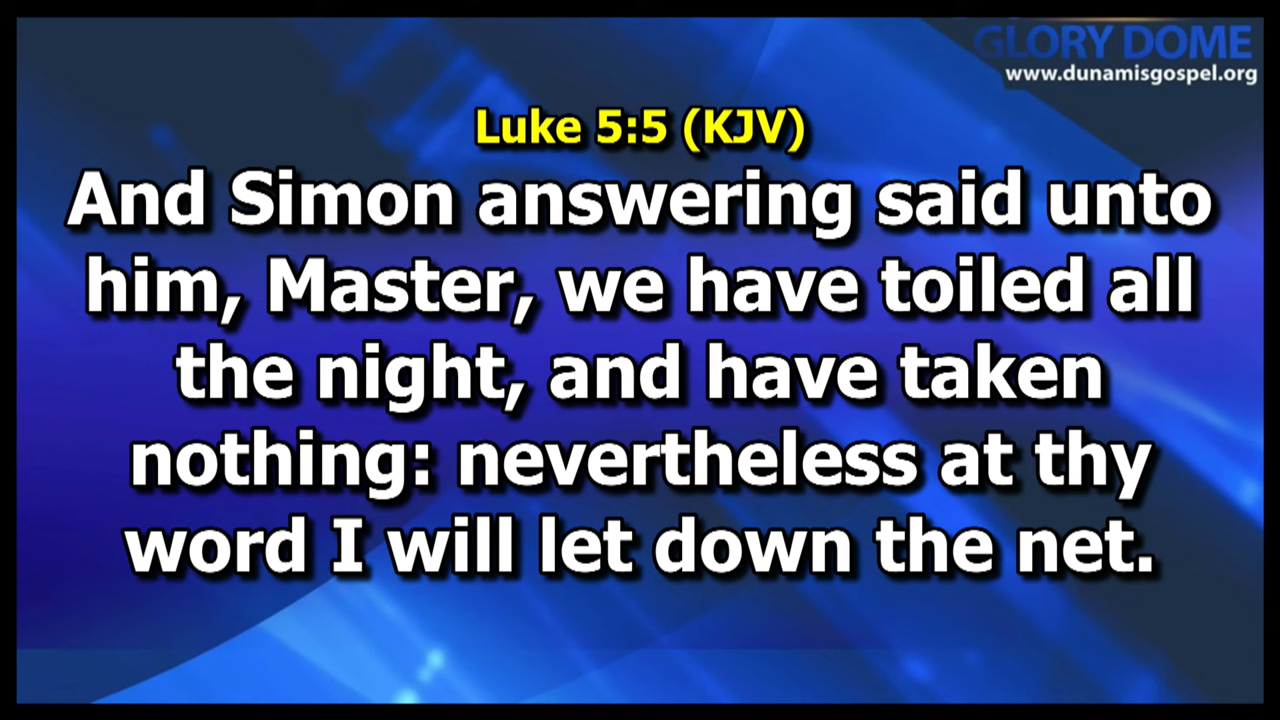 GLORY DOME
www.dunamisgospel.org
Luke 5:5 (KJV)
And Simon answering said unto
him, Master, we have toiled all
the night, and have taken
nothing: nevertheless at thy
word I will let down the net.